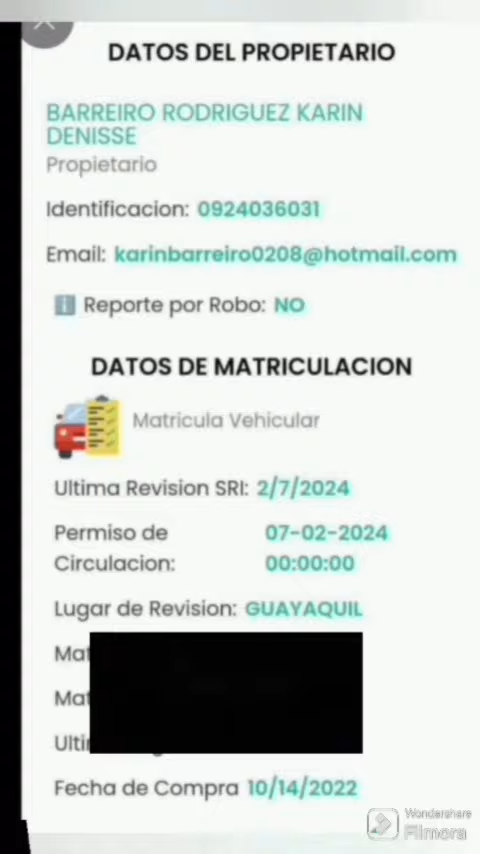 DATOS DEL PROPIETARIO
BARREIRO RODRIGUEZ KARIN
DENISSE
Propietario
Identificacion: 0924036031
Email: karinbarreiro0208@hotmail.com
Reporte por Robo: NO
DATOS DE MATRICULACION
Matricula Vehicular
Ultima Revision SRI: 2/7/2024
Permiso de 07-02-2024
Circulacion: 00:00:00
Lugar de Revision: GUAYAQUIL
Fecha de Compra 10/14/2022
Wondershare
Filmora